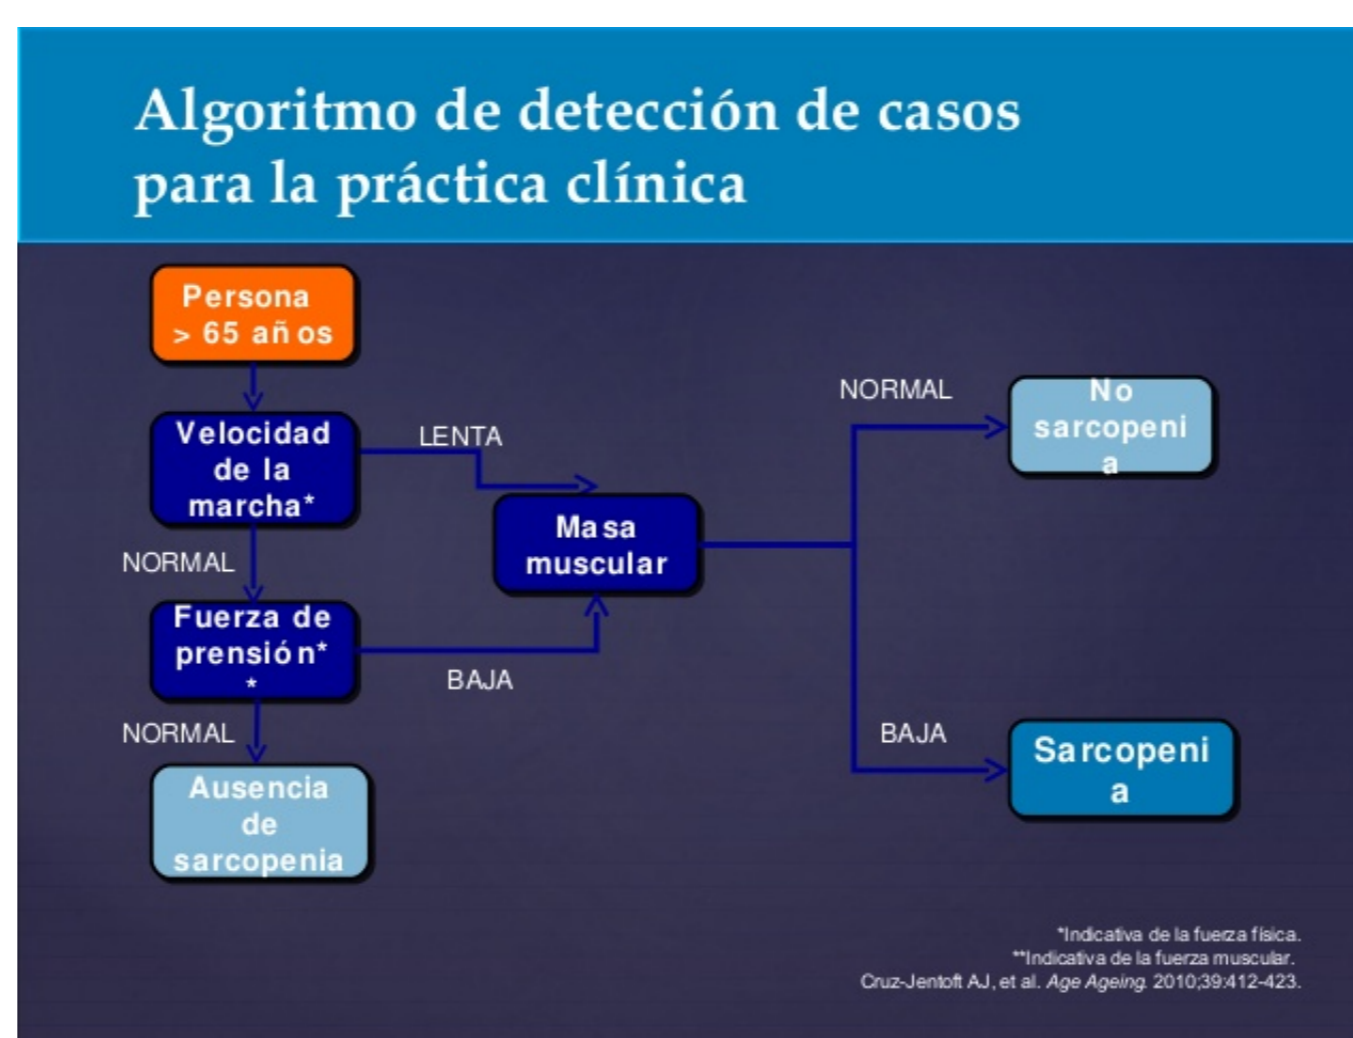 Algoritmo de detección de casos
para la práctica clínica
Persona
> 65 años
Velocidad
de la
marcha*
LENTA
NORMAL
Fuerza de
prensión*
*
BAJA
NORMAL
Ausencia
de
sarcopenia
Masa
muscular
NORMAL
No
sarcopeni
a
BAJA
Sarcopeni
a
*Indicativa de la fuerza física.
**Indicativa de la fuerza muscular.
Cruz-Jentoft AJ, et al. Age Ageing. 2010;39:412-423.